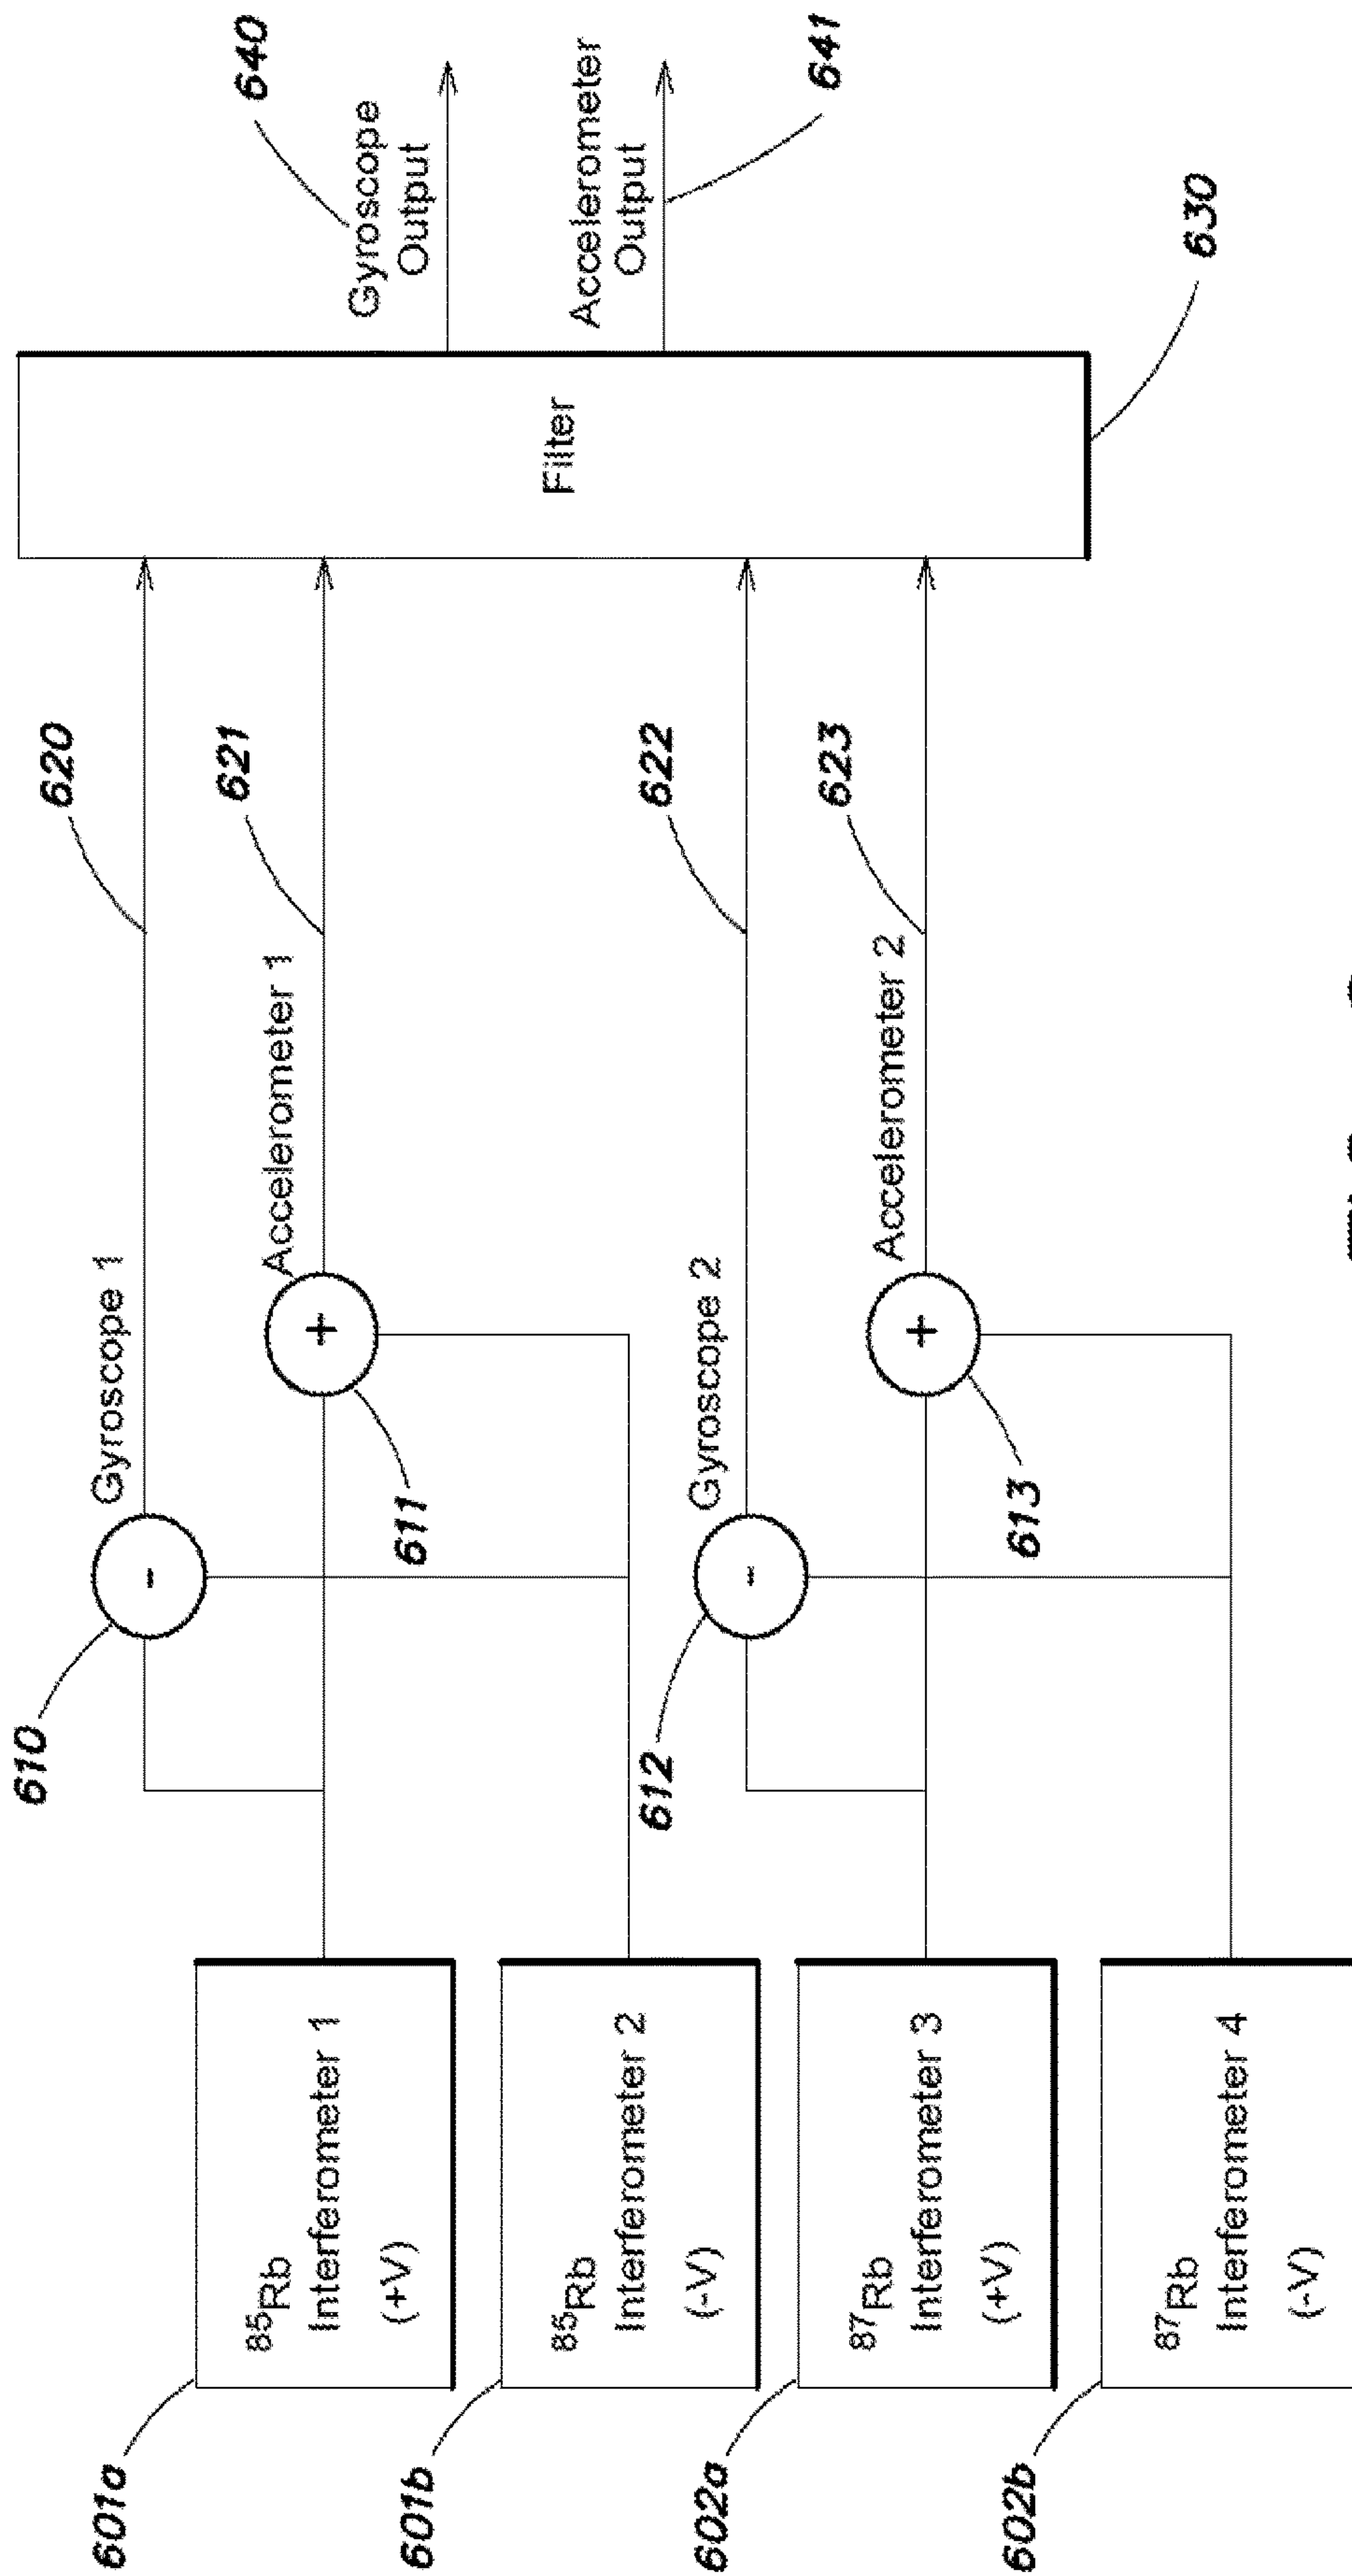 601a
85Rb
Interferometer 1
(+V)
601b
85Rb
Interferometer 2
(-V)
602a
87Rb
Interferometer 3
(+V)
602b
87Rb
Interferometer 4
(-V)
610
-
Gyroscope 1
620
611
+
Accelerometer 1
621
612
-
Gyroscope 2
622
613
+
Accelerometer 2
623
Filter
630
640
Gyroscope
Output
Accelerometer
Output
641